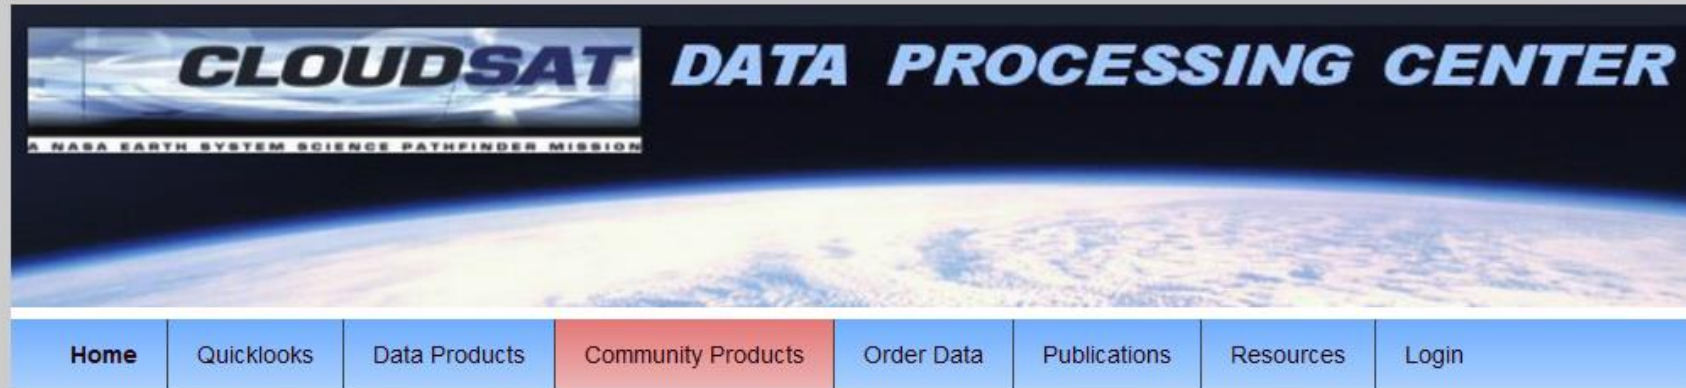 CLOUDSAT DATA PROCESSING CENTER
A NASA EARTH SYSTEM SCIENCE PATHFINDER MISSION
Home Quicklooks Data Products Community Products Order Data Publications Resources Login